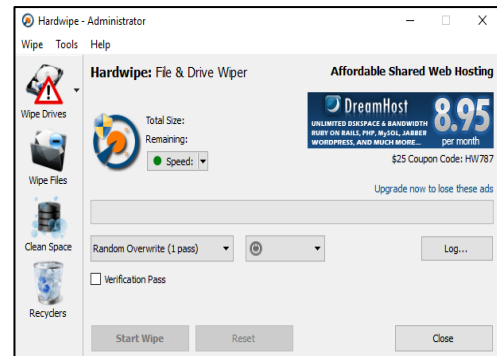 Hardwipe - Administrator
Wipe Tools Help
Wipe Drives
Wipe Files
Clean Space
Recyclers
Hardwipe: File & Drive Wiper
Affordable Shared Web Hosting
Total Size:
Remaining:
Speed:
DreamHost
UNLIMITED DSKSPACE & BANDWIDTH
RUBY ON RAILS, PHP, MySQL, JABBER
WORDPRESS, AND MUCH MORE...
8.95
per month
$25 Coupon Code: HW787
Upgrade now to lose these ads
Random Overwrite (1 pass)
Log...
Verification Pass
Start Wipe
Reset
Close